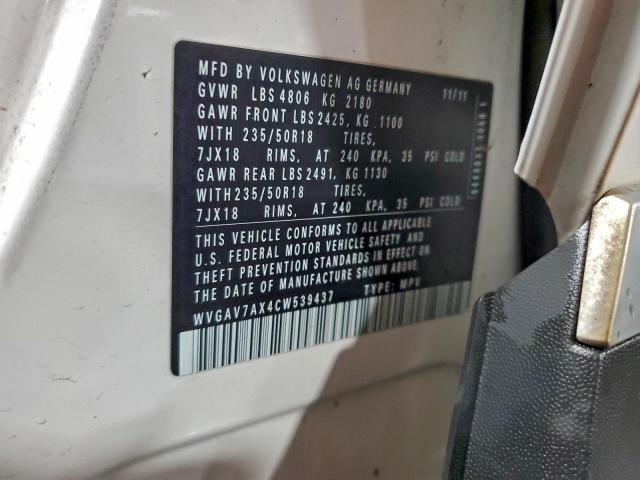 MFD BY VOLKSWAGEN AG GERMANY 11/11
GVWR LBS 4806 KG 2180
GAWR FRONT LBS 2425, KG .1100
WITH 235/50R18 TIRES,
7JX18 RIMS, AT 240 KPA, 35 PSI COLD
GAWR REAR LBS 2491, KG 1130
WITH235/50R18 TIRES,
7JX18 RIMS, AT 240 KPA, 35 PSI COLD
THIS VEHICLE CONFORMS TO ALL APPLICABLE
U.S. FEDERAL MOTOR VEHICLE SAFETY AND
THEFT PREVENTION STANDARDS IN EFFECT ON
THE DATE OF MANUFACTURE SHOWN ABOVE.
WVGAV7AX4CW539437 TYPE: MPV